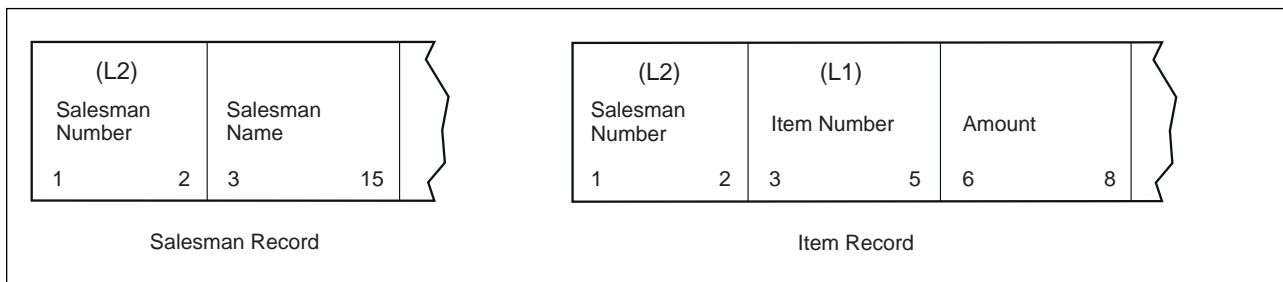 (L2)
Salesman
Number
Salesman
Name
1 2 3 15
Salesman Record
(L2)
Salesman
Number
(L1)
Item Number
Amount
1 2 3 5 6 8
Item Record